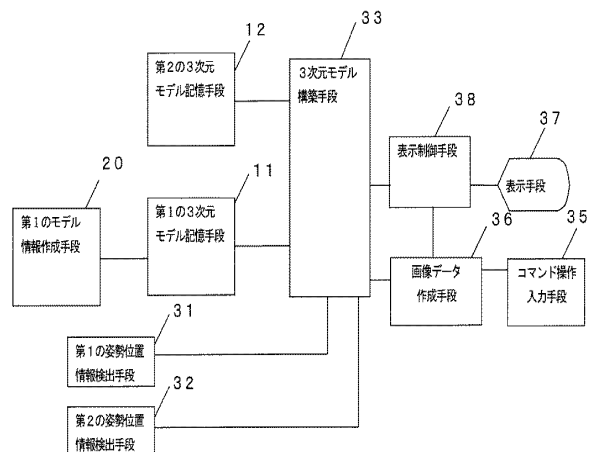 33
12
第2の3次元
モデル記憶手段
3次元モデル
構築手段
38
37
表示制御手段
表示手段
20
11
第1のモデル
情報作成手段
第1の3次元
モデル記憶手段
36
35
画像データ
作成手段
コマンド操作
入力手段
31
第1の姿勢位置
情報検出手段
32
第2の姿勢位置
情報検出手段